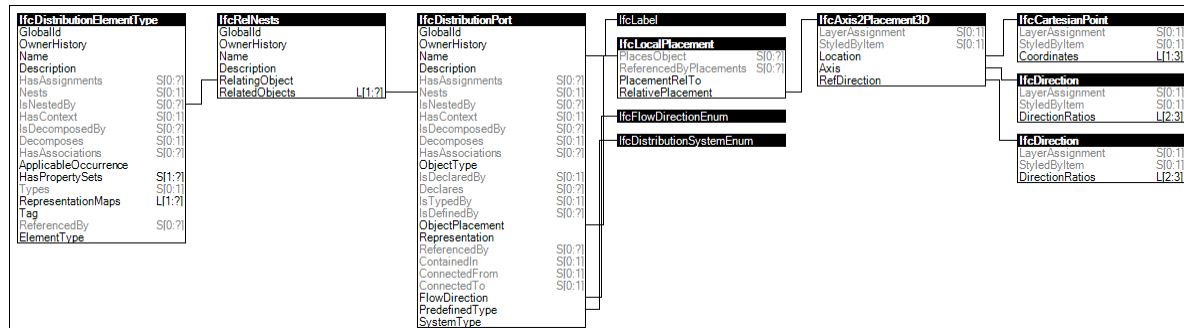 IfcDistributionElementType
GlobalId
OwnerHistory
Name
Description
HasAssignments S[0:?]
Nests S[0:1]
IsNestedBy S[0:?]
HasContext S[0:1]
IsDecomposedBy S[0:?]
Decomposes S[0:1]
HasAssociations S[0:?]
ApplicableOccurrence
HasPropertySets S[1:?]
Types S[0:1]
RepresentationMaps L[1:?]
Tag
ReferencedBy S[0:?]
ElementType
IfcRelNests
GlobalId
OwnerHistory
Name
Description
RelatingObject
RelatedObjects L[1:?]
IfcDistributionPort
GlobalId
OwnerHistory
Name
Description
HasAssignments S[0:?]
Nests S[0:1]
IsNestedBy S[0:?]
HasContext S[0:1]
IsDecomposedBy S[0:?]
Decomposes S[0:1]
HasAssociations S[0:?]
ObjectType
IsDeclaredBy S[0:1]
Declares S[0:?]
IsTypedBy S[0:1]
IsDefinedBy S[0:?]
ObjectPlacement
Representation
ReferencedBy S[0:?]
ContainedIn S[0:1]
ConnectedFrom S[0:1]
ConnectedTo S[0:1]
FlowDirection
PredefinedType
SystemType
IfcLabel
IfcLocalPlacement
PlacesObject S[0:?]
ReferencedByPlacements S[0:?]
PlacementRelTo
RelativePlacement
IfcFlowDirectionEnum
IfcDistributionSystemEnum
IfcAxis2Placement3D
LayerAssignment S[0:1]
StyledByItem S[0:1]
Location
Axis
RefDirection
IfcCartesianPoint
LayerAssignment S[0:1]
StyledByItem S[0:1]
Coordinates L[1:3]
IfcDirection
LayerAssignment S[0:1]
StyledByItem S[0:1]
DirectionRatios L[2:3]
IfcDirection
LayerAssignment S[0:1]
StyledByItem S[0:1]
DirectionRatios L[2:3]